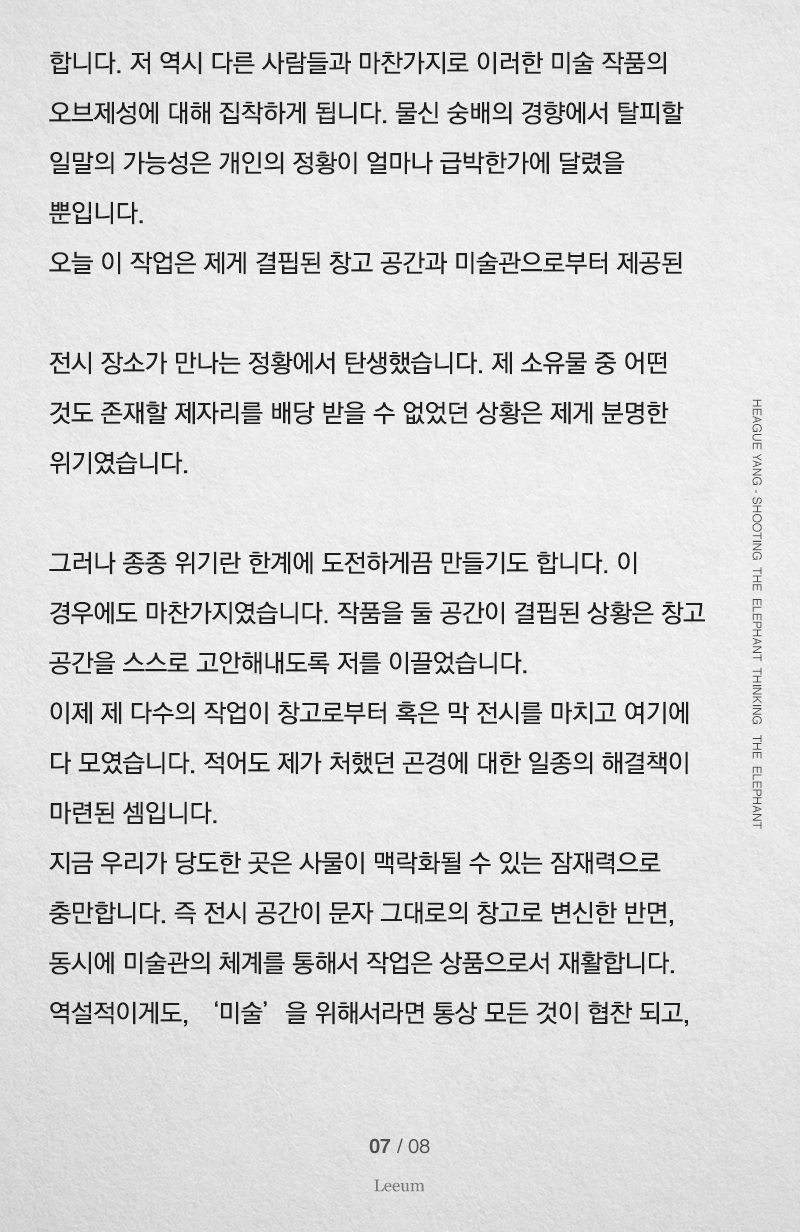 합니다. 저 역시 다른 사람들과 마찬가지로 이러한 미술 작품의
오브제성에 대해 집착하게 됩니다. 물신 숭배의 경향에서 탈피할
일말의 가능성은 개인의 정황이 얼마나 급박한가에 달렸을
뿐입니다.
오늘 이 작업은 제게 결핍된 창고 공간과 미술관으로부터 제공된
전시 장소가 만나는 정황에서 탄생했습니다. 제 소유물 중 어떤
것도 존재할 제자리를 배당 받을 수 없었던 상황은 제게 분명한
위기였습니다.
그러나 종종 위기란 한계에 도전하게끔 만들기도 합니다. 이
경우에도 마찬가지였습니다. 작품을 둘 공간이 결핍된 상황은 창고
공간을 스스로 고안해내도록 저를 이끌었습니다.
이제 제 다수의 작업이 창고로부터 혹은 막 전시를 마치고 여기에
다 모였습니다. 적어도 제가 처했던 곤경에 대한 일종의 해결책이
마련된 셈입니다.
지금 우리가 당도한 곳은 사물이 맥락화될 수 있는 잠재력으로
충만합니다. 즉 전시 공간이 문자 그대로의 창고로 변신한 반면,
동시에 미술관의 체계를 통해서 작업은 상품으로서 재활합니다.
역설적이게도, ‘미술’을 위해서라면 통상 모든 것이 협찬 되고,
HEAGUE YANG - SHOOTING THE ELEPHANT THINKING THE ELEPHANT
07 / 08
Leeum